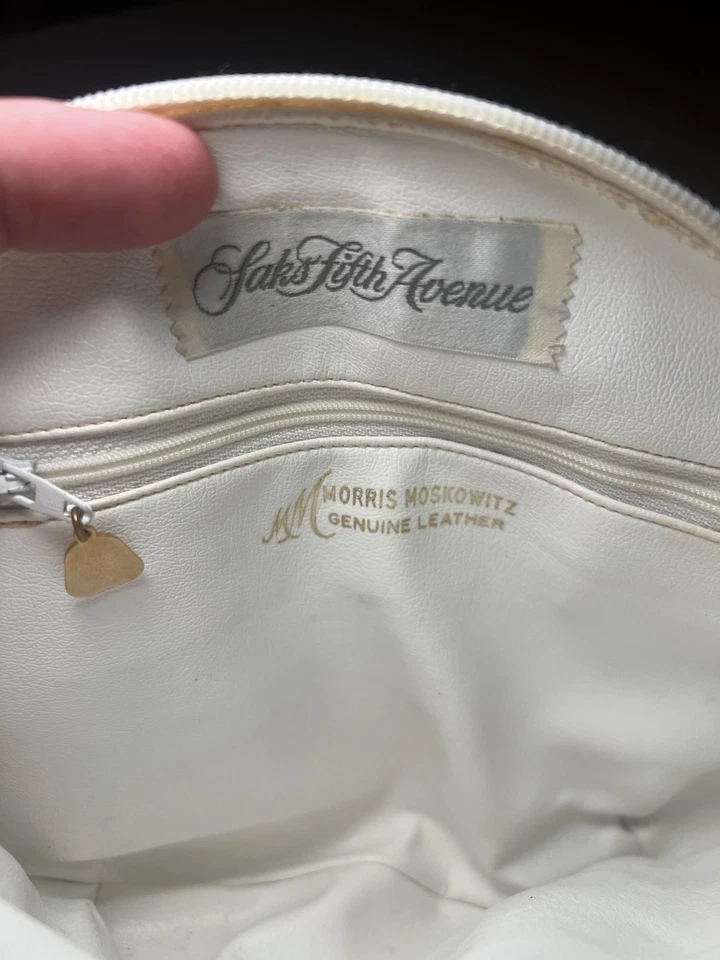 Saks Fifth Avenue
MM MORRIS MOSKOWITZ
GENUINE LEATHER